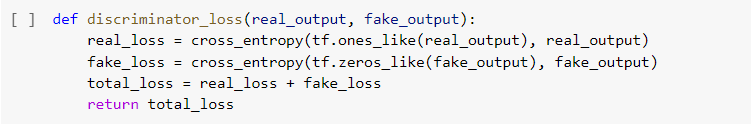 [ ] def discriminator_loss(real_output, fake_output):
    real_loss = cross_entropy(tf.ones_like(real_output), real_output)
    fake_loss = cross_entropy(tf.zeros_like(fake_output), fake_output)
    total_loss = real_loss + fake_loss
    return total_loss